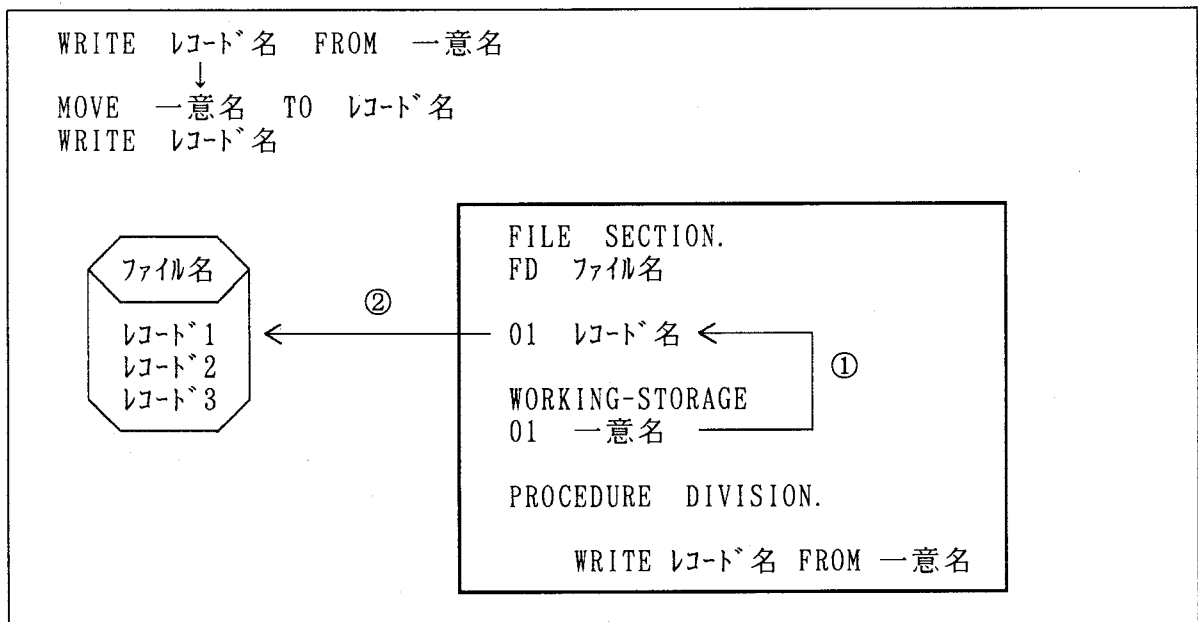 WRITE ﾚｺｰﾄﾞ名 FROM 一意名
↓
MOVE 一意名 TO ﾚｺｰﾄﾞ名
WRITE ﾚｺｰﾄﾞ名
ﾌｧｲﾙ名
ﾚｺｰﾄﾞ1
ﾚｺｰﾄﾞ2
ﾚｺｰﾄﾞ3
②
FILE SECTION.
FD ﾌｧｲﾙ名
01 ﾚｺｰﾄﾞ名
①
WORKING-STORAGE
01 一意名
PROCEDURE DIVISION.
WRITE ﾚｺｰﾄﾞ名 FROM 一意名